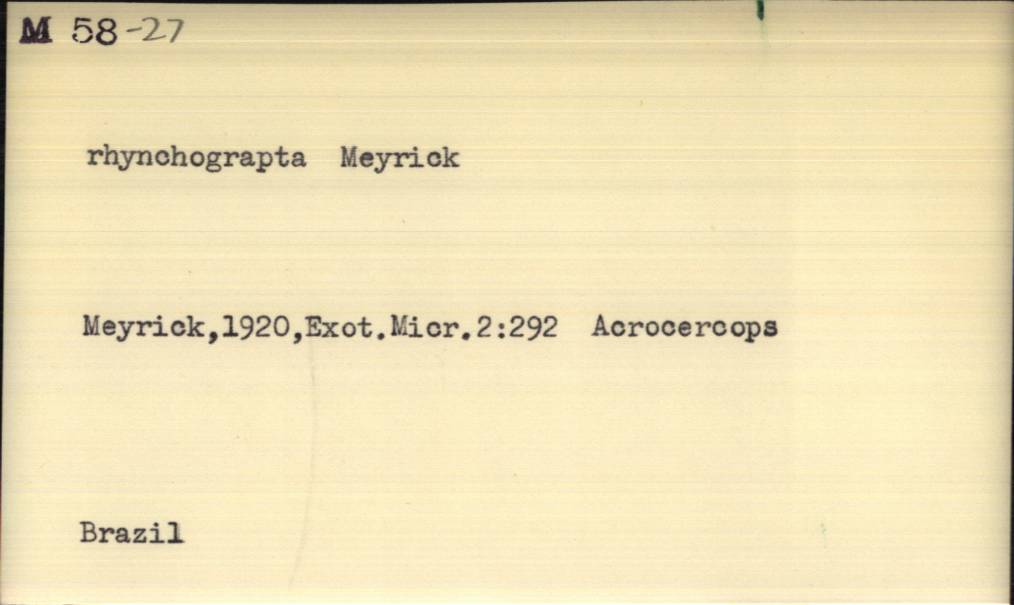 M 58-27
rhynchograpta Meyrick
Meyrick,1920,Exot.Micr.2:292 Acrocercops
Brazil